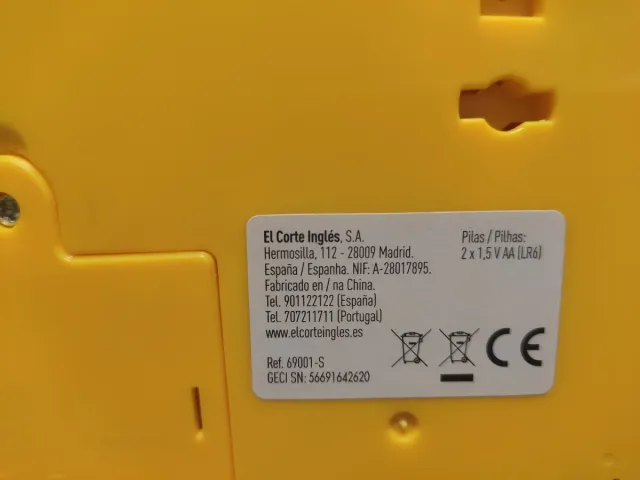 El Corte Inglés, S.A.
Hermosilla, 112 - 28009 Madrid.
España / Espanha. NIF: A-28017895.
Fabricado en / na China.
Tel. 901122122 (España)
Tel. 707211711 (Portugal)
www.elcorteingles.es
Ref. 69001-S
GECI SN: 56691642620
Pilas / Pilhas:
2 x 1,5 V AA (LR6)
CE